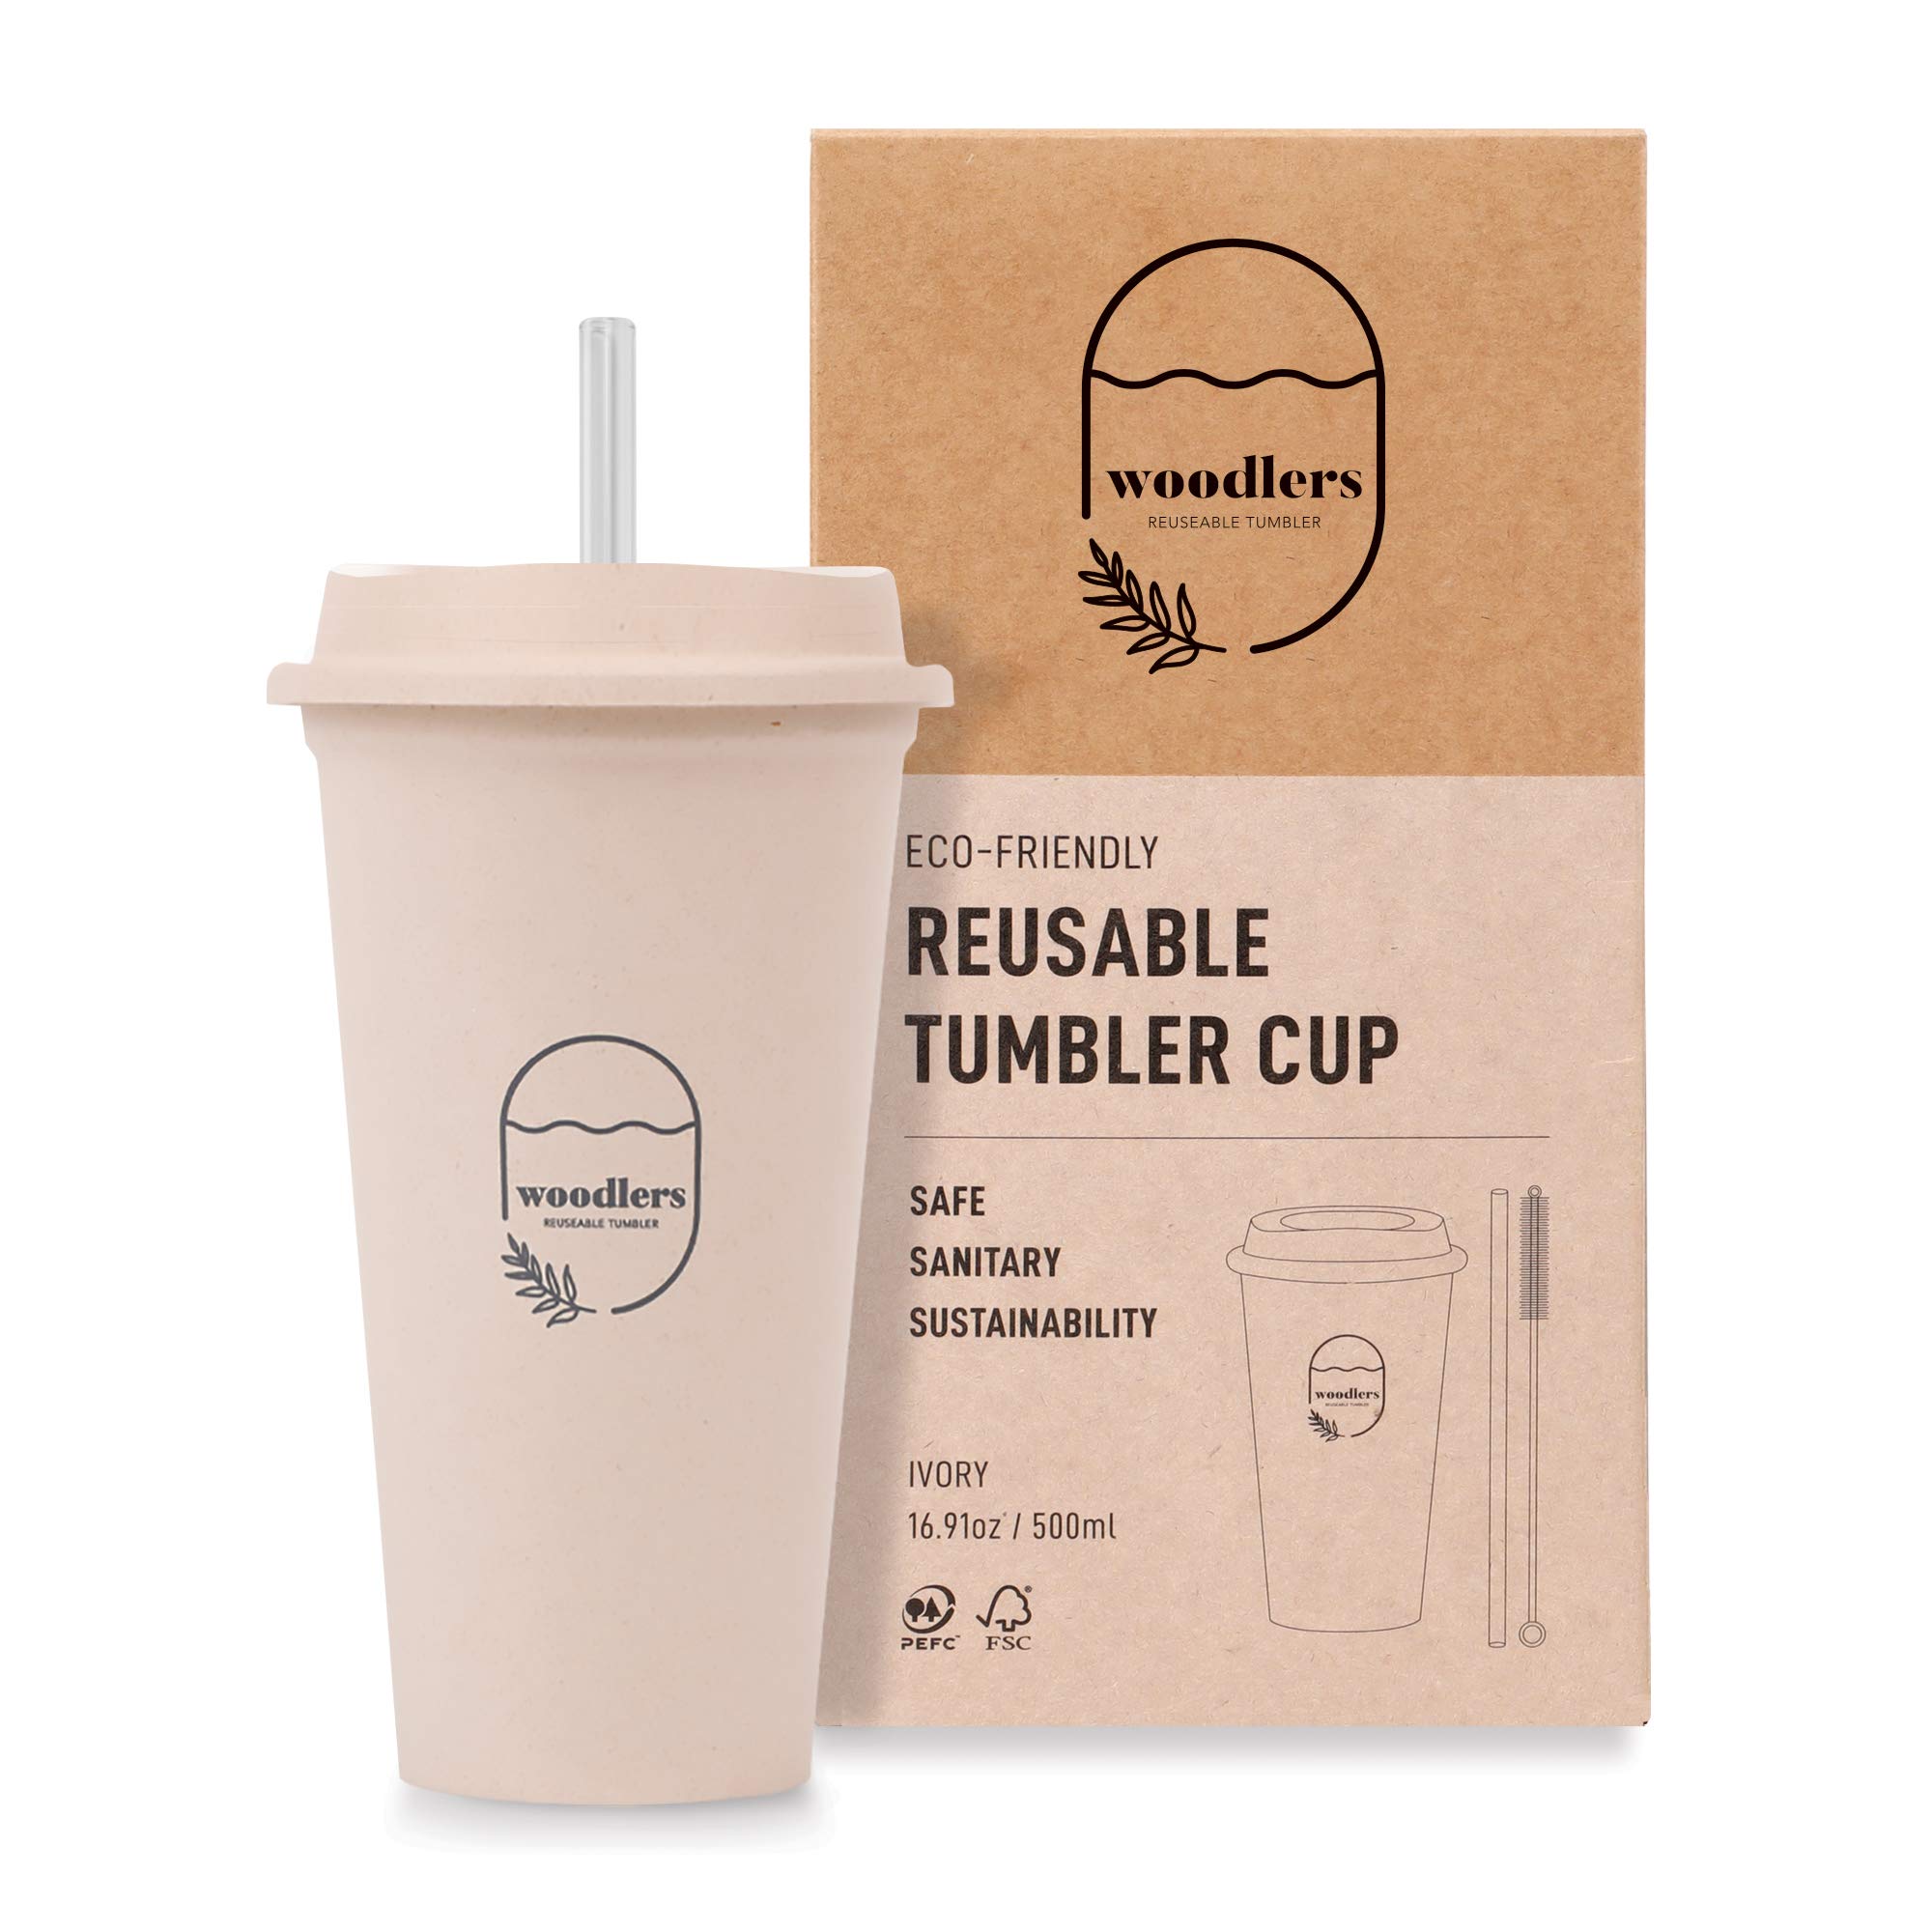 woodlers
REUSEABLE TUMBLER
ECO-FRIENDLY
REUSABLE
TUMBLER CUP
SAFE
SANITARY
SUSTAINABILITY
IVORY
16.91oz / 500ml
PEFC™
FSC®
woodlers
REUSEABLE TUMBLER
woodlers
REUSEABLE TUMBLER